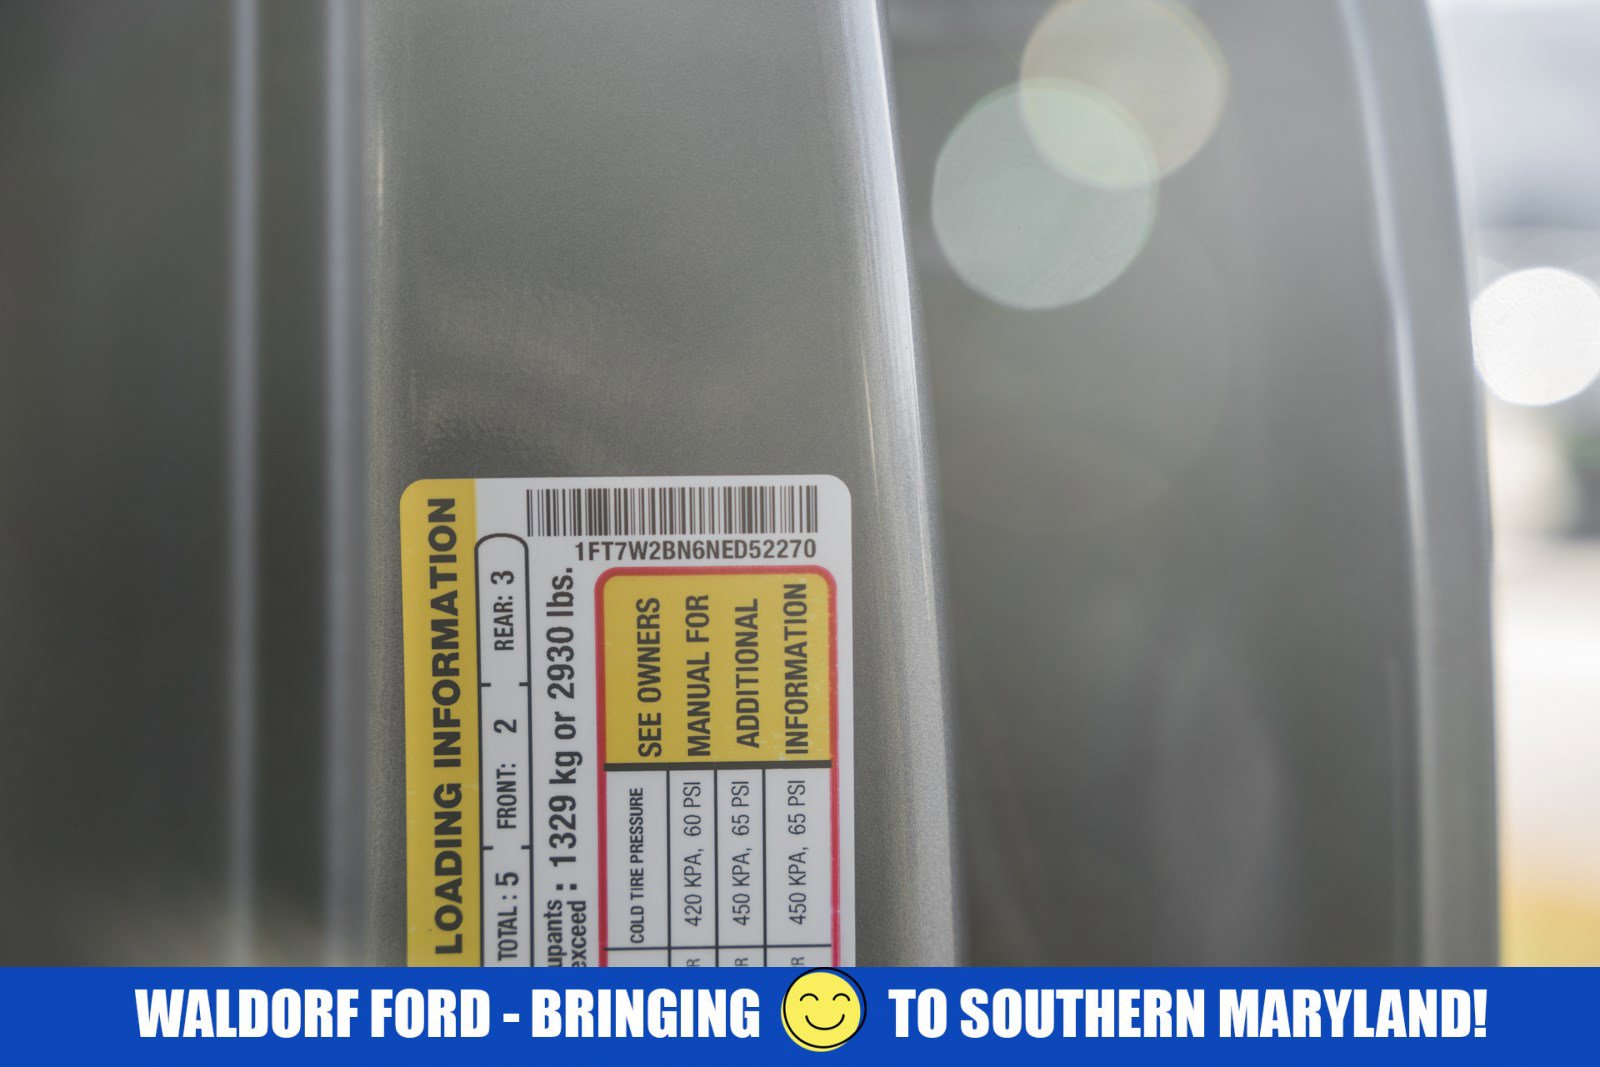 1FT7W2BN6NED52270
LOADING INFORMATION
TOTAL : 5 FRONT: 2 REAR: 3
upants : 1329 kg or 2930 lbs.
exceed
COLD TIRE PRESSURE
SEE OWNERS
MANUAL FOR
ADDITIONAL
INFORMATION
R 420 KPA, 60 PSI
R 450 KPA, 65 PSI
R 450 KPA, 65 PSI
WALDORF FORD - BRINGING TO SOUTHERN MARYLAND!